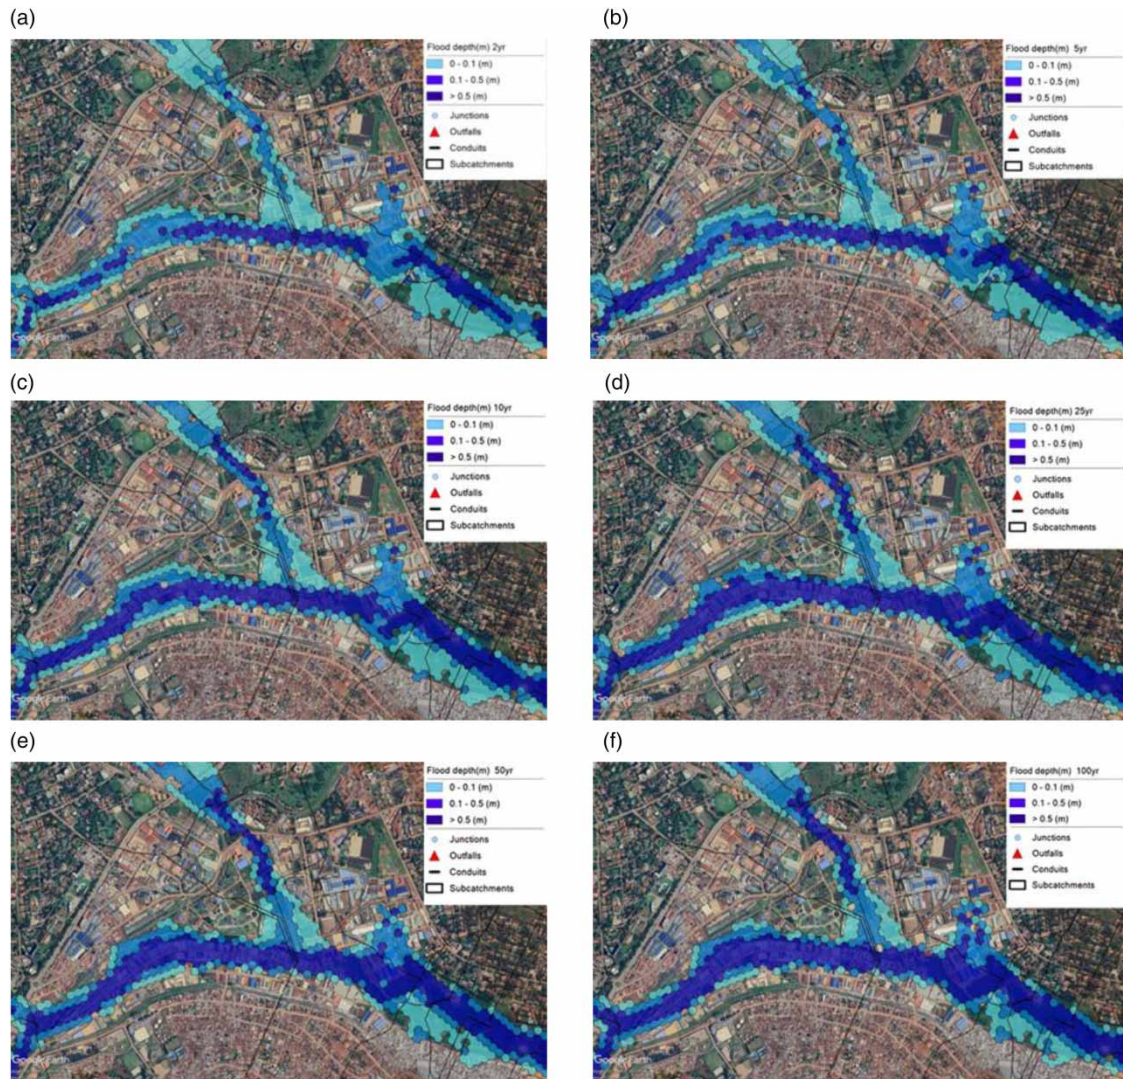 (a)
Flood depth(m) 2yr
0 - 0.1 (m)
0.1 - 0.5 (m)
> 0.5 (m)
Junctions
Outfalls
Conduits
Subcatchments
Google Earth
(b)
Flood depth(m) 5yr
0 - 0.1 (m)
0.1 - 0.5 (m)
> 0.5 (m)
Junctions
Outfalls
Conduits
Subcatchments
Google Earth
(c)
Flood depth(m) 10yr
0 - 0.1 (m)
0.1 - 0.5 (m)
> 0.5 (m)
Junctions
Outfalls
Conduits
Subcatchments
Google Earth
(d)
Flood depth(m) 25yr
0 - 0.1 (m)
0.1 - 0.5 (m)
> 0.5 (m)
Junctions
Outfalls
Conduits
Subcatchments
Google Earth
(e)
Flood depth(m) 50yr
0 - 0.1 (m)
0.1 - 0.5 (m)
> 0.5 (m)
Junctions
Outfalls
Conduits
Subcatchments
Google Earth
(f)
Flood depth(m) 100yr
0 - 0.1 (m)
0.1 - 0.5 (m)
> 0.5 (m)
Junctions
Outfalls
Conduits
Subcatchments
Google Earth